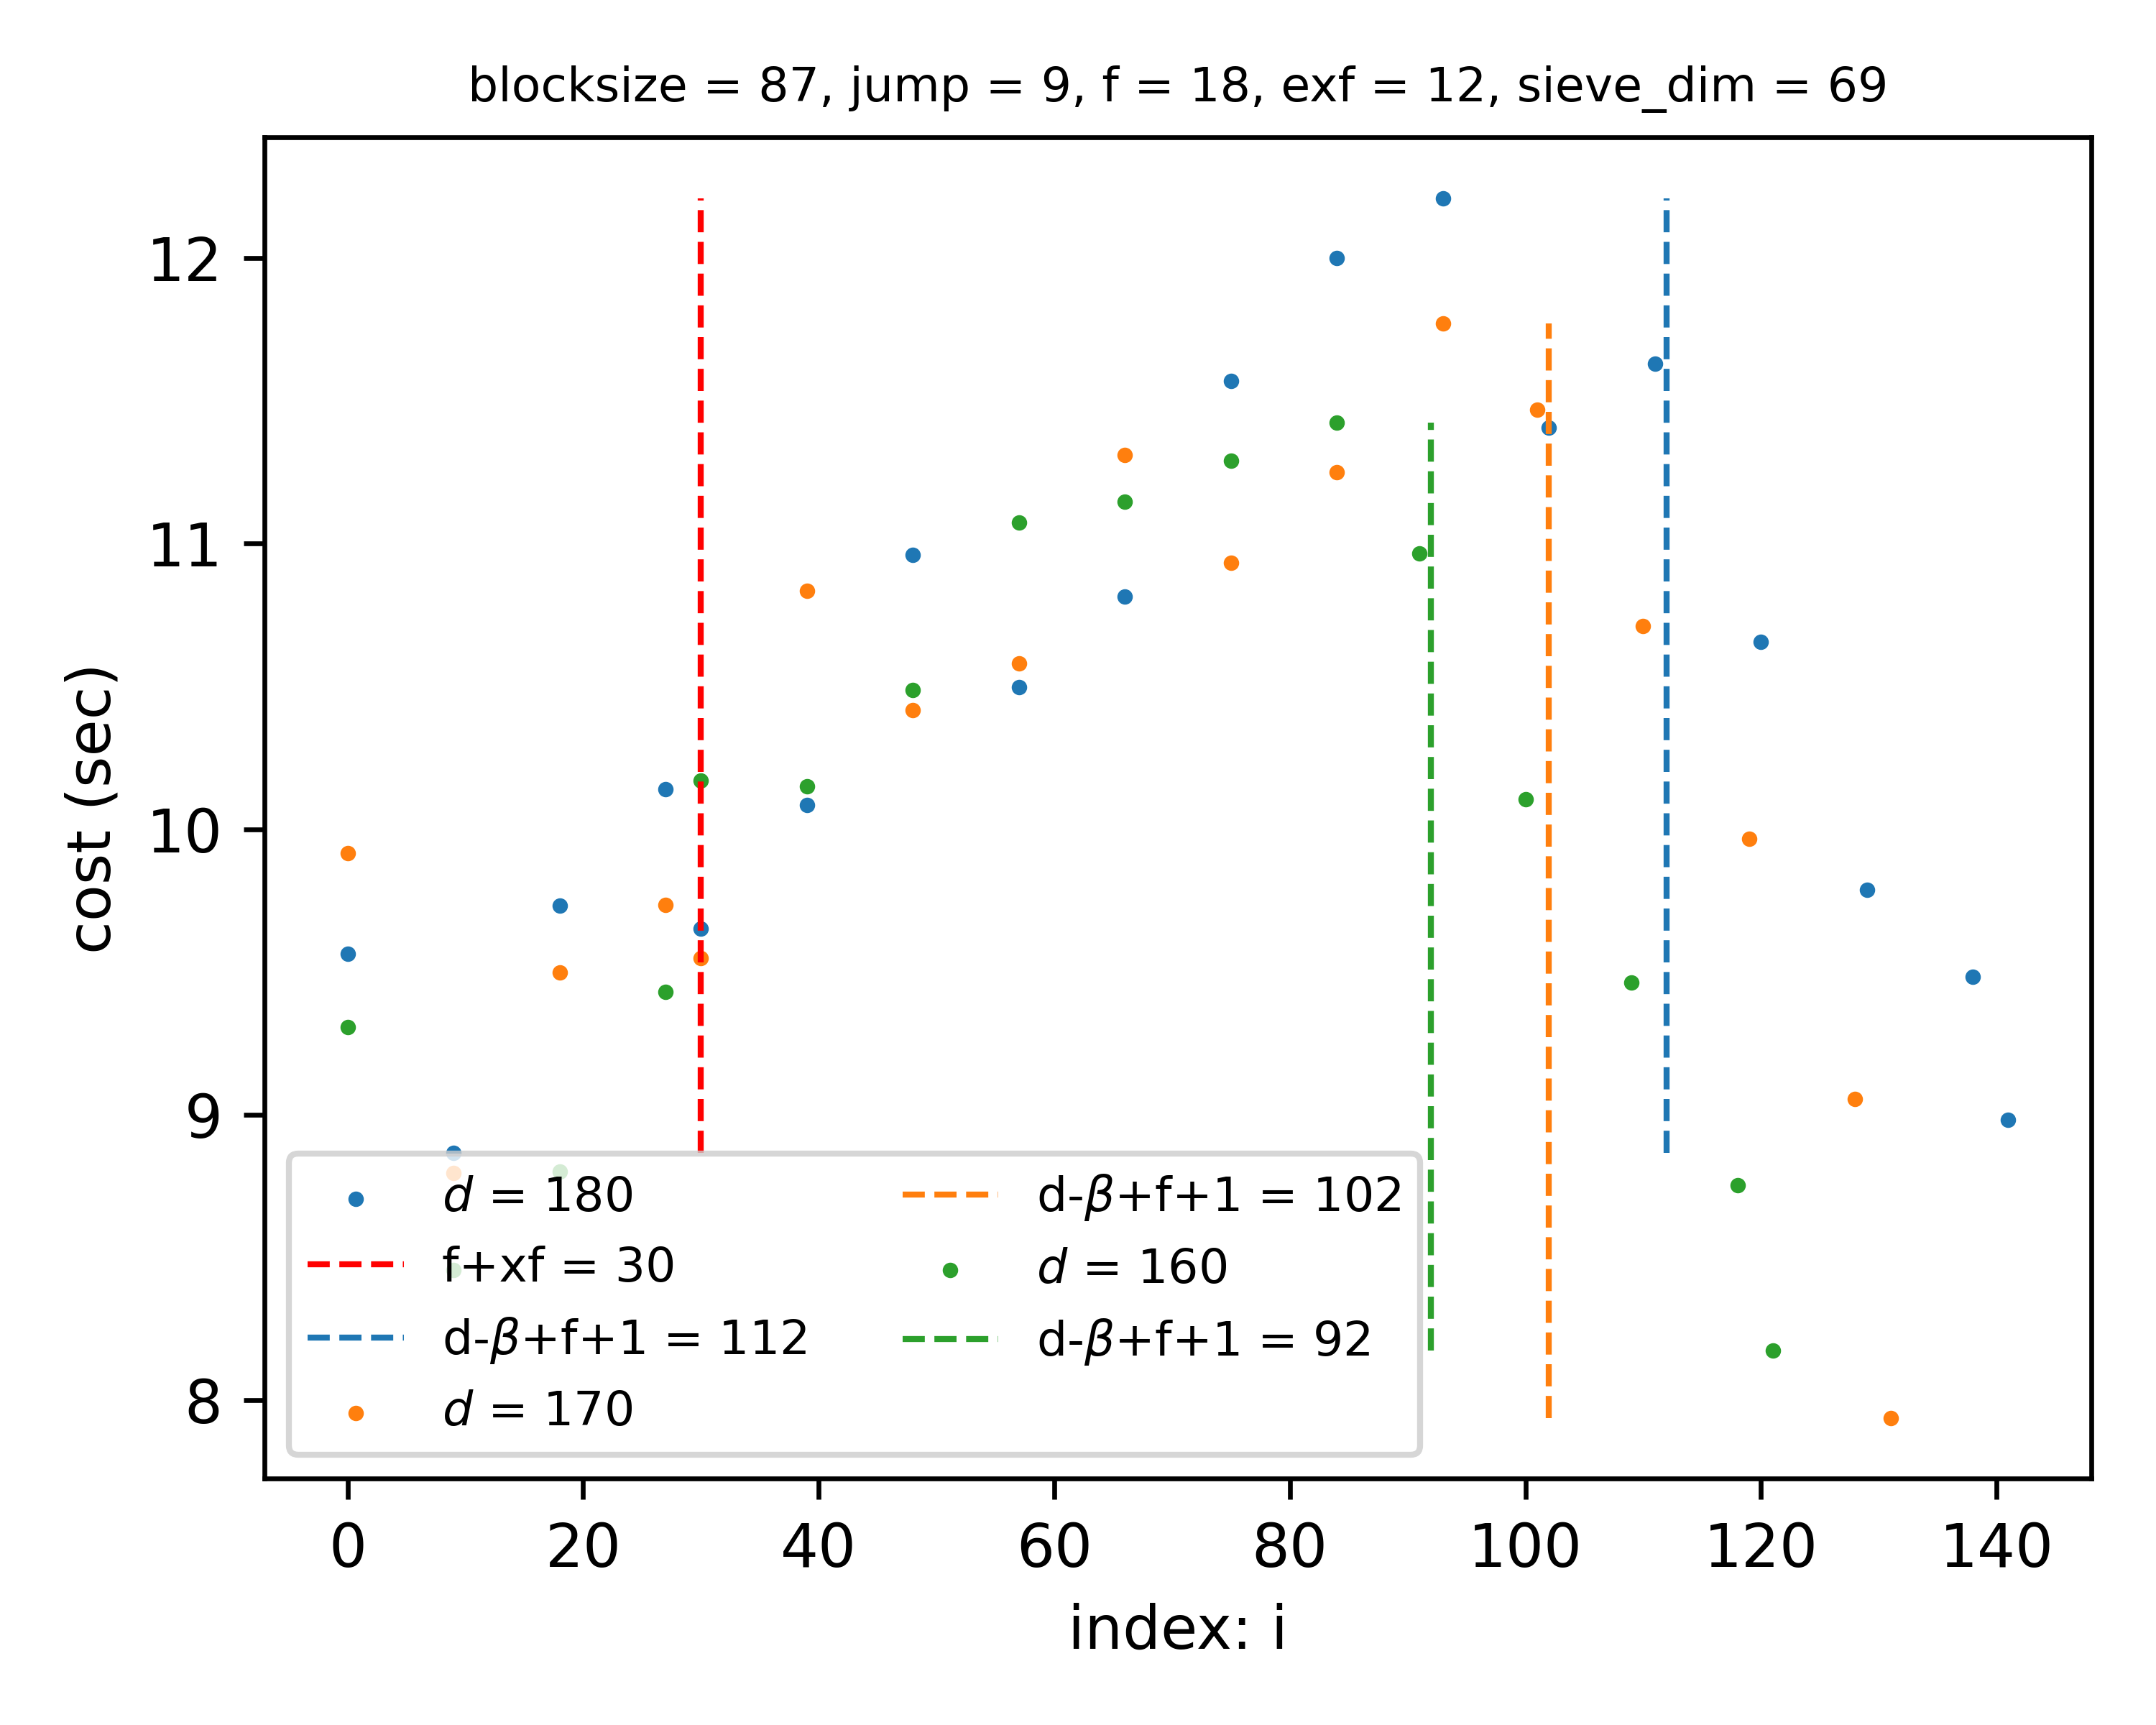 blocksize = 87, jump = 9, f = 18, exf = 12, sieve_dim = 69
cost (sec)
12
11
10
9
8
d = 180
f+xf = 30
d-β+f+1 = 112
d = 170
d-β+f+1 = 102
d = 160
d-β+f+1 = 92
0 20 40 60 80 100 120 140
index: i